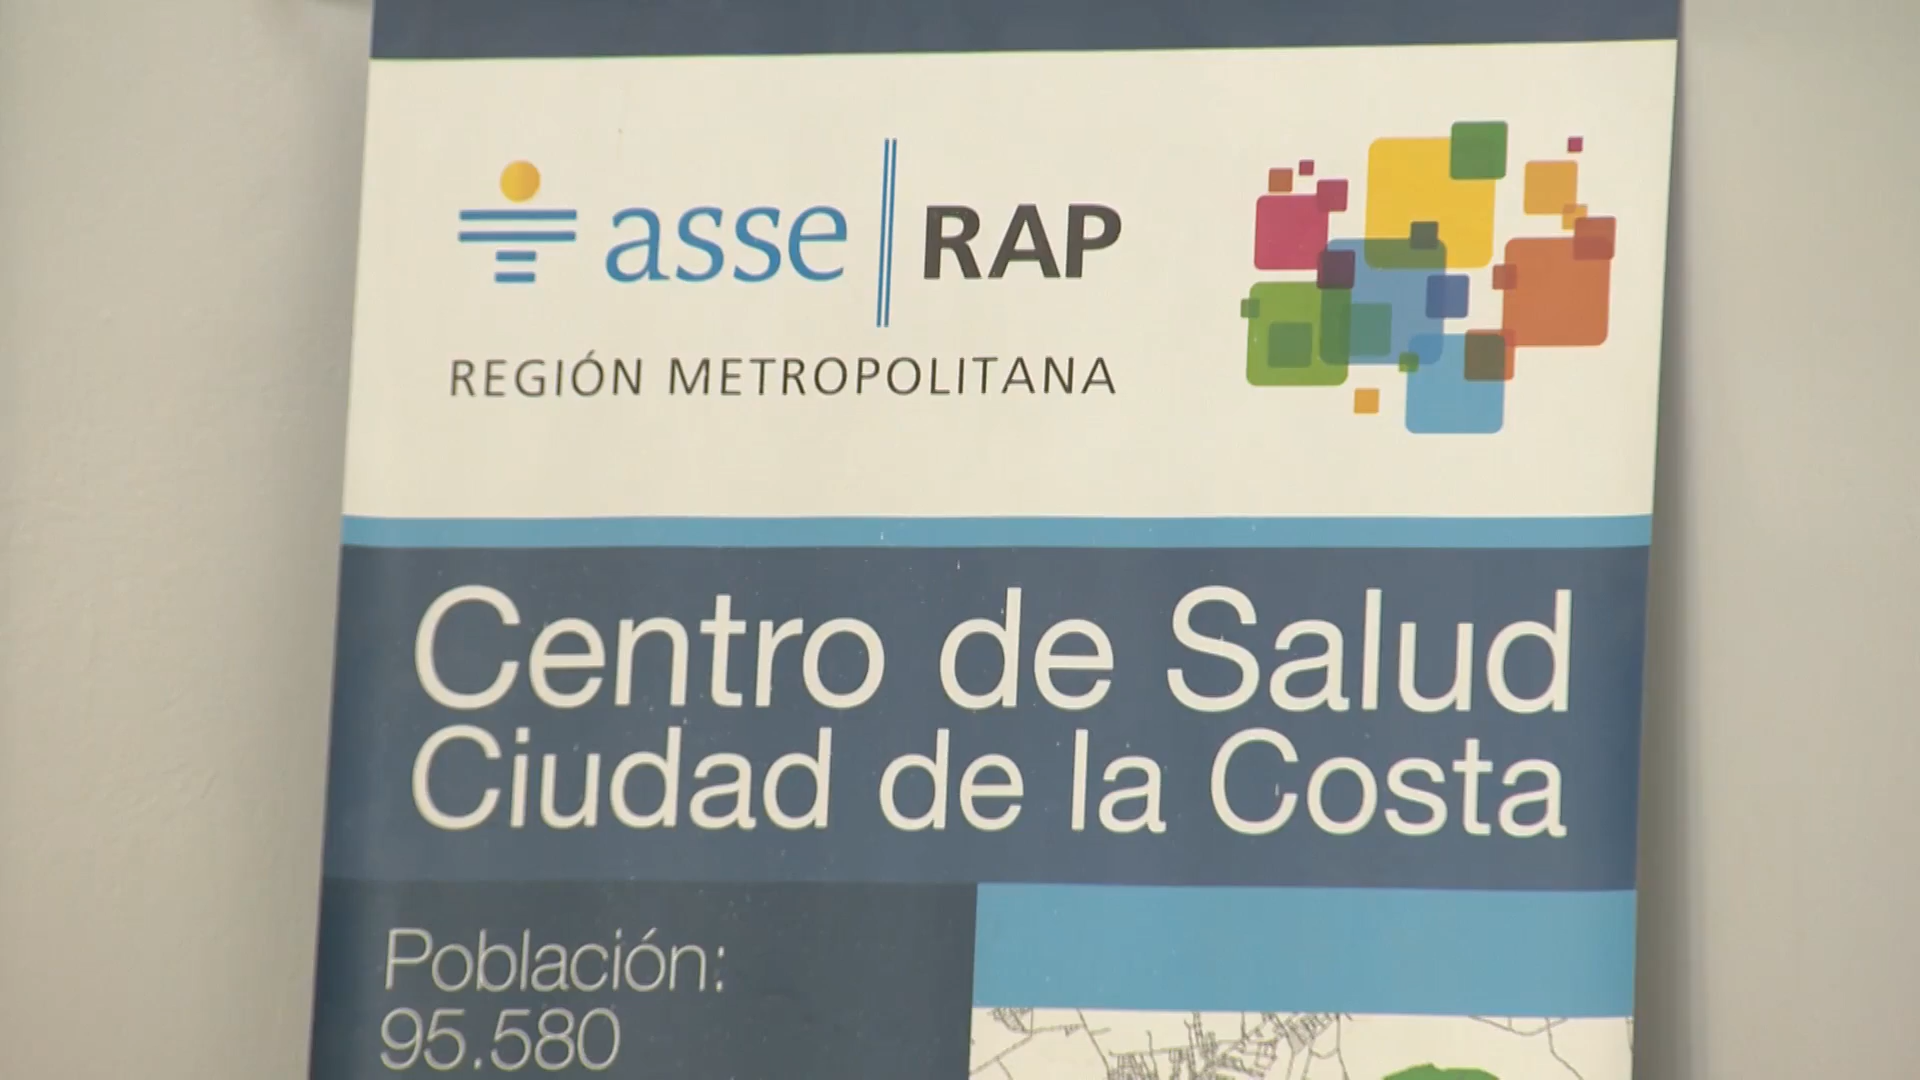 asse RAP
REGIÓN METROPOLITANA
Centro de Salud
Ciudad de la Costa
Población:
95.580